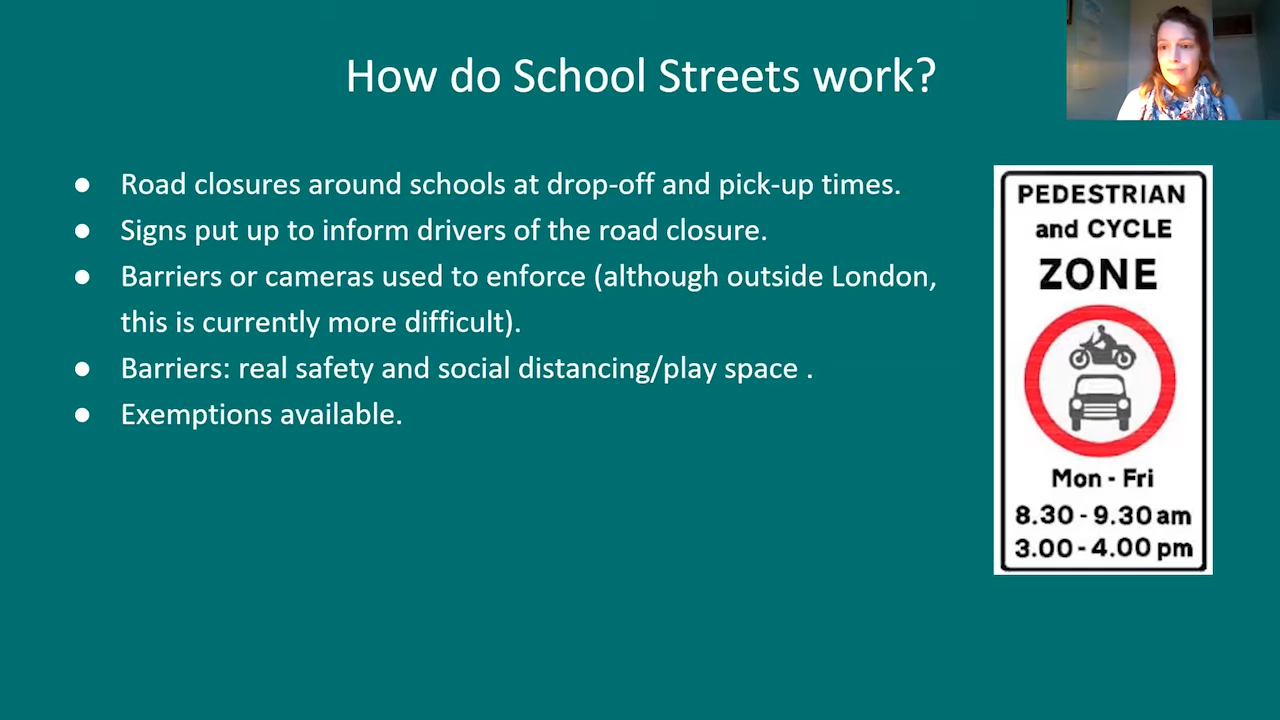 How do School Streets work?
● Road closures around schools at drop-off and pick-up times.
● Signs put up to inform drivers of the road closure.
● Barriers or cameras used to enforce (although outside London,
this is currently more difficult).
● Barriers: real safety and social distancing/play space .
● Exemptions available.
PEDESTRIAN
and CYCLE
ZONE
Mon - Fri
8.30 - 9.30 am
3.00 - 4.00 pm